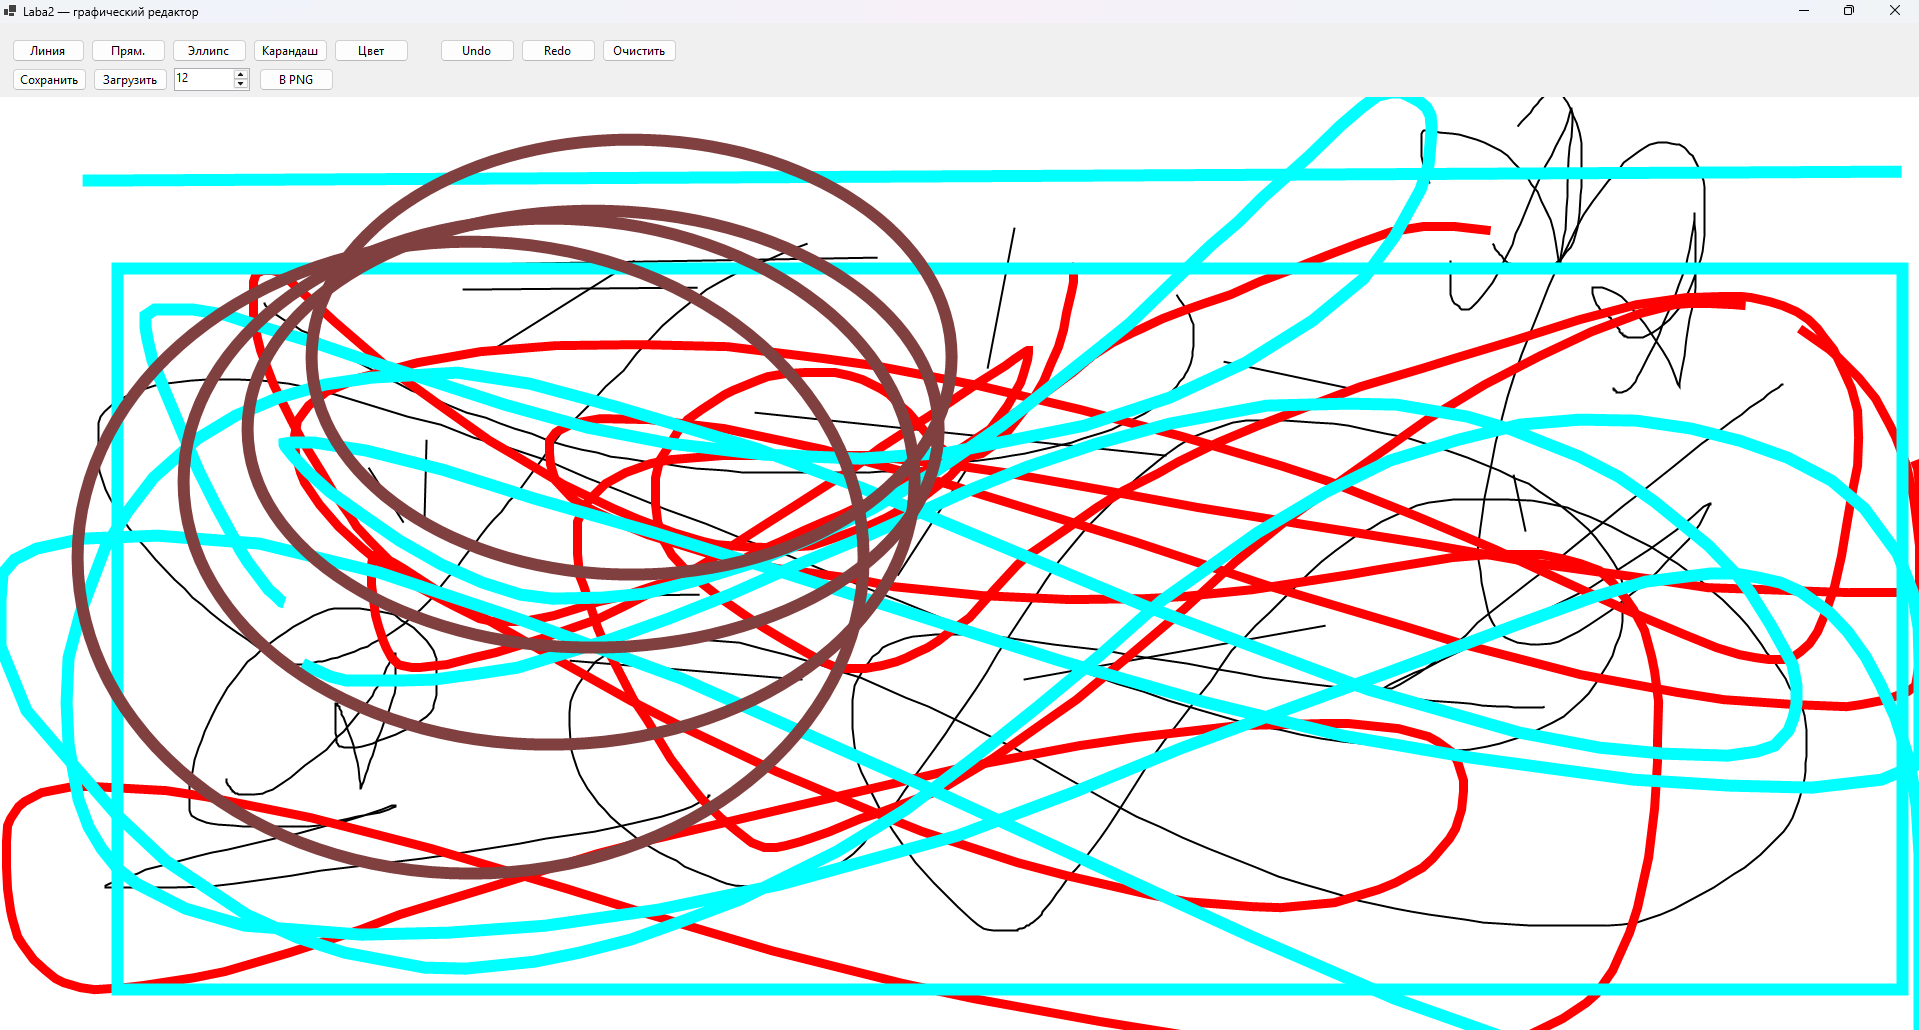 Laba2 — графический редактор
Линия Прям. Эллипс Карандаш Цвет Undo Redo Очистить
Сохранить Загрузить 12 В PNG